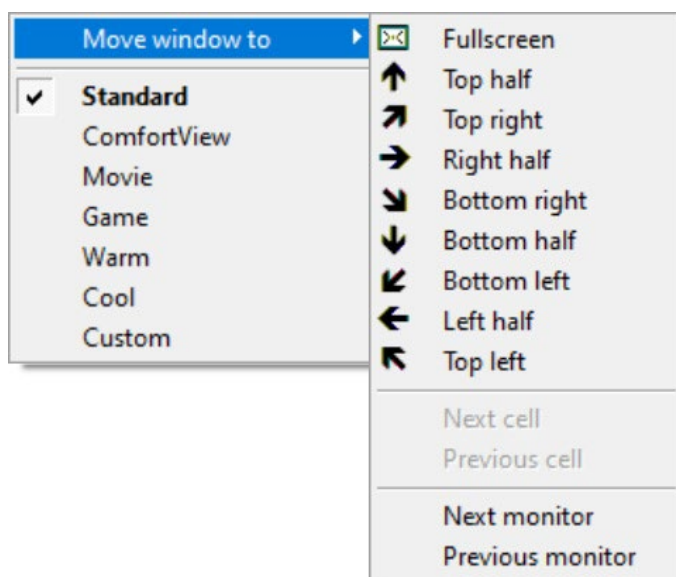 Move window to
Standard
ComfortView
Movie
Game
Warm
Cool
Custom
Fullscreen
Top half
Top right
Right half
Bottom right
Bottom half
Bottom left
Left half
Top left
Next cell
Previous cell
Next monitor
Previous monitor